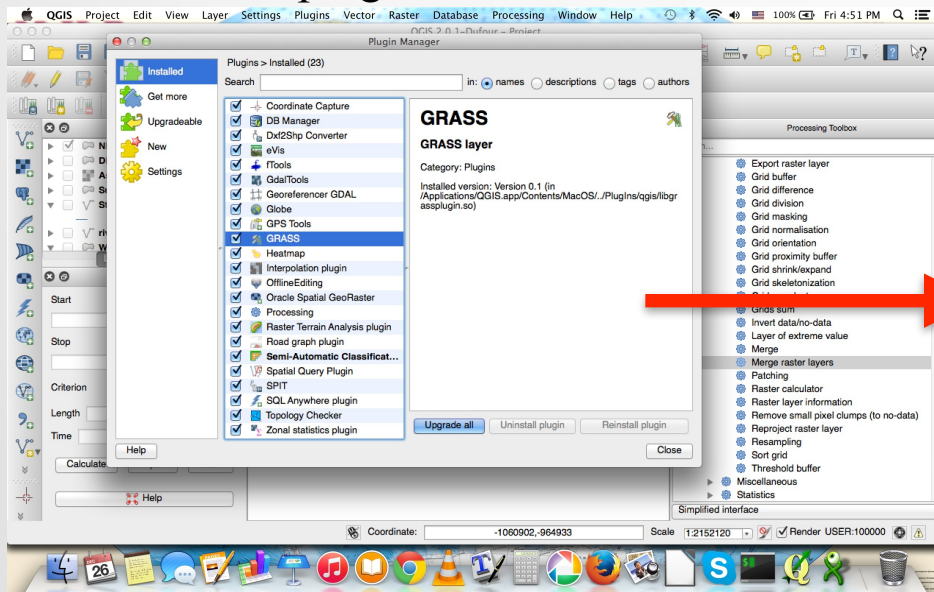 QGIS Project Edit View Layer Settings Plugins Vector Raster Database Processing Window Help 100% Fri 4:51 PM
QGIS 2.0.1-Dufour - Project
Plugin Manager
Installed
Get more
Upgradeable
New
Settings
Plugins > Installed (23)
Search in: names descriptions tags authors
Coordinate Capture
DB Manager
Dxf2Shp Converter
eVis
fTools
GdalTools
Georeferencer GDAL
Globe
GPS Tools
GRASS
Heatmap
Interpolation plugin
OfflineEditing
Oracle Spatial GeoRaster
Processing
Raster Terrain Analysis plugin
Road graph plugin
Semi-Automatic Classificat...
Spatial Query Plugin
SPIT
SQL Anywhere plugin
Topology Checker
Zonal statistics plugin
GRASS
GRASS layer
Category: Plugins
Installed version: Version 0.1 (in
/Applications/QGIS.app/Contents/MacOS/../PlugIns/qgis/libgr
assplugin.so)
Upgrade all Uninstall plugin Reinstall plugin
Help Close
Start
Stop
Criterion
Length
Time
Calculate
Help
Processing Toolbox
Export raster layer
Grid buffer
Grid difference
Grid division
Grid masking
Grid normalisation
Grid orientation
Grid proximity buffer
Grid shrink/expand
Grid skeletonization
Grids sum
Invert data/no-data
Layer of extreme value
Merge
Merge raster layers
Patching
Raster calculator
Raster layer information
Remove small pixel clumps (to no-data)
Reproject raster layer
Resampling
Sort grid
Threshold buffer
Miscellaneous
Statistics
Simplified interface
Coordinate: -1060902,-964933 Scale 1:2152120 Render USER:100000
26